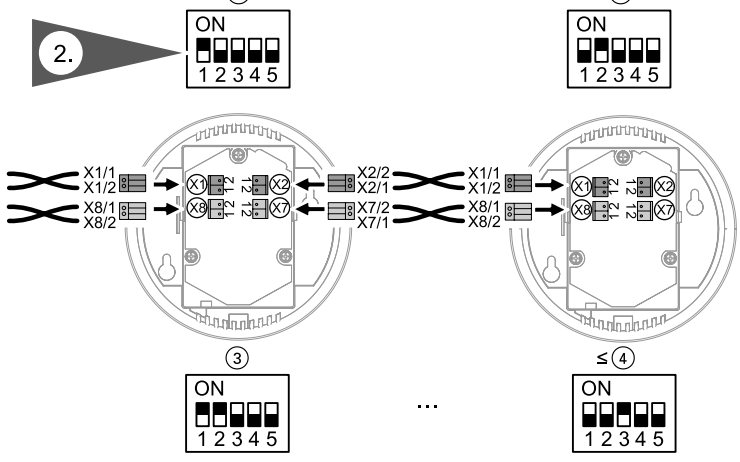 ON
1 2 3 4 5
ON
1 2 3 4 5
2.
X1/1
X1/2
X8/1
X8/2
X1
1 2
1 2
X2
X8
1 2
1 2
X7
X2/2
X2/1
X7/2
X7/1
X1/1
X1/2
X8/1
X8/2
X1
1 2
1 2
X2
X8
1 2
1 2
X7
3
≤ 4
ON
1 2 3 4 5
...
ON
1 2 3 4 5